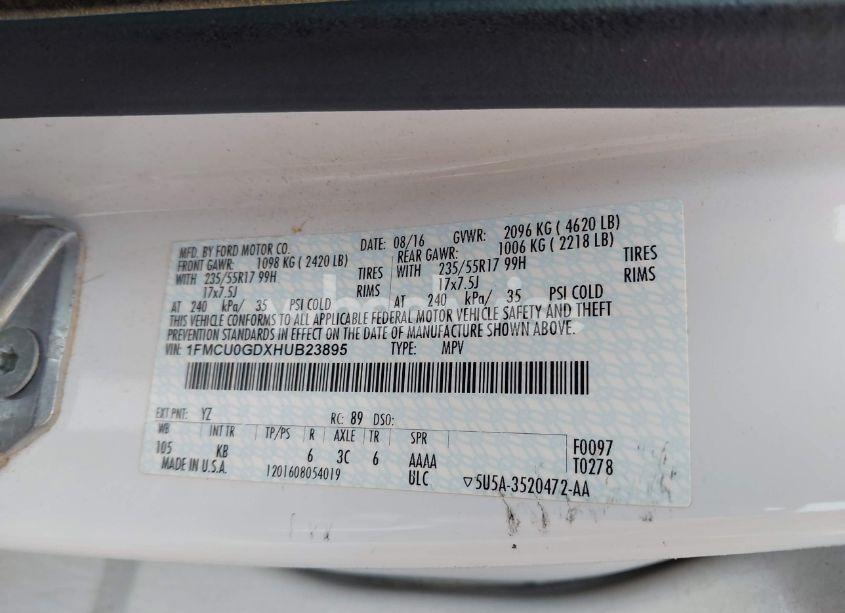 MFD. BY FORD MOTOR CO. DATE: 08/16 GVWR: 2096 KG ( 4620 LB)
FRONT GAWR: 1098 KG ( 2420 LB) REAR GAWR: 1006 KG ( 2218 LB)
WITH 235/55R17 99H TIRES WITH 235/55R17 99H TIRES
17x7.5J RIMS 17x7.5J RIMS
AT 240 kPa/ 35 PSI COLD AT 240 kPa/ 35 PSI COLD
THIS VEHICLE CONFORMS TO ALL APPLICABLE FEDERAL MOTOR VEHICLE SAFETY AND THEFT
PREVENTION STANDARDS IN EFFECT ON THE DATE OF MANUFACTURE SHOWN ABOVE.
VIN: 1FMCU0GDXHUB23895 TYPE: MPV
EXT PNT: YZ RC: 89 DSO:
WB INT TR TP/PS R AXLE TR SPR
105 KB 6 3C 6 AAAA F0097
MADE IN U.S.A. 1201608054019 ULC T0278
▽5U5A-3520472-AA